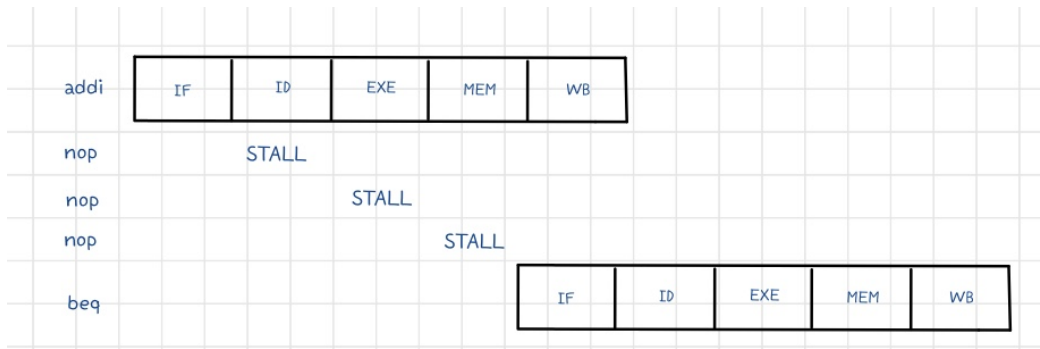 addi IF ID EXE MEM WB
nop STALL
nop STALL
nop STALL
beq IF ID EXE MEM WB